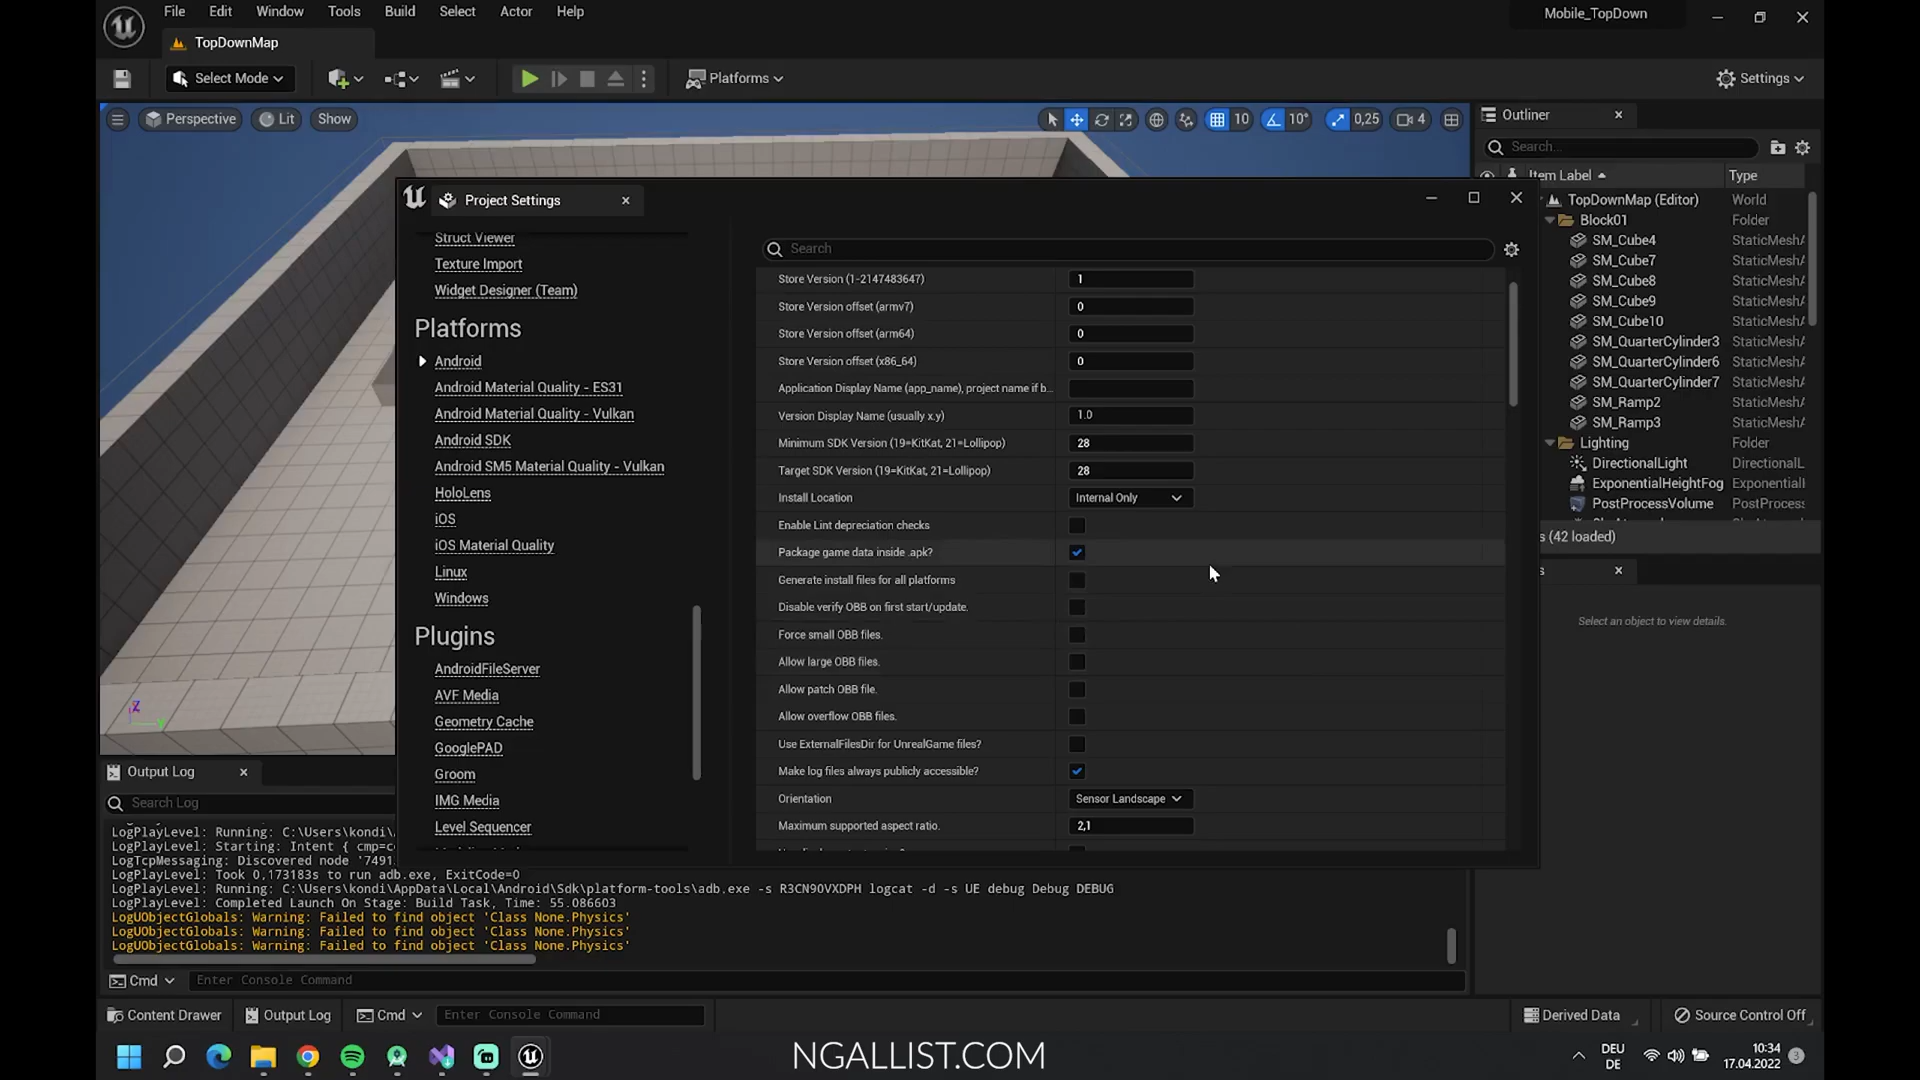 File Edit Window Tools Build Select Actor Help
Mobile_TopDown
TopDownMap
Select Mode
Platforms
Settings
Perspective Lit Show
10 10° 0,25 4
Outliner
Search...
Item Label Type
TopDownMap (Editor) World
Block01 Folder
SM_Cube4 StaticMeshA
SM_Cube7 StaticMeshA
SM_Cube8 StaticMeshA
SM_Cube9 StaticMeshA
SM_Cube10 StaticMeshA
SM_QuarterCylinder3 StaticMeshA
SM_QuarterCylinder6 StaticMeshA
SM_QuarterCylinder7 StaticMeshA
SM_Ramp2 StaticMeshA
SM_Ramp3 StaticMeshA
Lighting Folder
DirectionalLight DirectionalL
ExponentialHeightFog Exponential
PostProcessVolume PostProcess
s (42 loaded)
s
Select an object to view details.
Project Settings
Struct Viewer
Texture Import
Widget Designer (Team)
Platforms
Android
Android Material Quality - ES31
Android Material Quality - Vulkan
Android SDK
Android SM5 Material Quality - Vulkan
HoloLens
iOS
iOS Material Quality
Linux
Windows
Plugins
AndroidFileServer
AVF Media
Geometry Cache
GooglePAD
Groom
IMG Media
Level Sequencer
Search
Store Version (1-2147483647) 1
Store Version offset (armv7) 0
Store Version offset (arm64) 0
Store Version offset (x86_64) 0
Application Display Name (app_name), project name if b...
Version Display Name (usually x.y) 1.0
Minimum SDK Version (19=KitKat, 21=Lollipop) 28
Target SDK Version (19=KitKat, 21=Lollipop) 28
Install Location Internal Only
Enable Lint depreciation checks
Package game data inside .apk?
Generate install files for all platforms
Disable verify OBB on first start/update.
Force small OBB files.
Allow large OBB files.
Allow patch OBB file.
Allow overflow OBB files.
Use ExternalFilesDir for UnrealGame files?
Make log files always publicly accessible?
Orientation Sensor Landscape
Maximum supported aspect ratio. 2,1
Z
Y
Output Log
Search Log
LogPlayLevel: Running: C:\Users\kondi\
LogPlayLevel: Starting: Intent { cmp=c
LogTcpMessaging: Discovered node '7491
LogPlayLevel: Took 0,173183s to run adb.exe, ExitCode=0
LogPlayLevel: Running: C:\Users\kondi\AppData\Local\Android\Sdk\platform-tools\adb.exe -s R3CN90VXDPH logcat -d -s UE debug Debug DEBUG
LogPlayLevel: Completed Launch On Stage: Build Task, Time: 55.086603
LogUObjectGlobals: Warning: Failed to find object 'Class None.Physics'
LogUObjectGlobals: Warning: Failed to find object 'Class None.Physics'
LogUObjectGlobals: Warning: Failed to find object 'Class None.Physics'
Cmd Enter Console Command
Content Drawer Output Log Cmd Enter Console Command
Derived Data Source Control Off
NGALLIST.COM
DEU
DE
10:34
17.04.2022
3